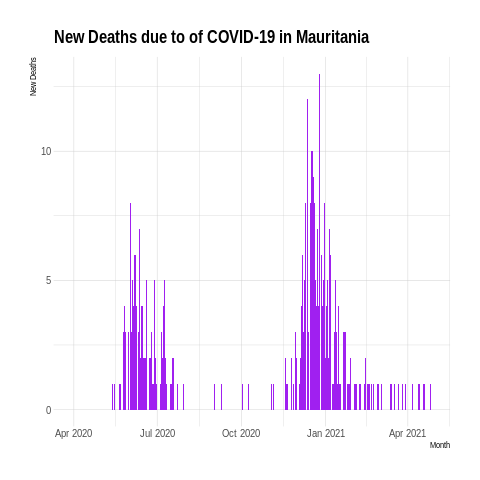 New Deaths due to of COVID-19 in Mauritania
New Deaths
10
5
0
Apr 2020 Jul 2020 Oct 2020 Jan 2021 Apr 2021
Month